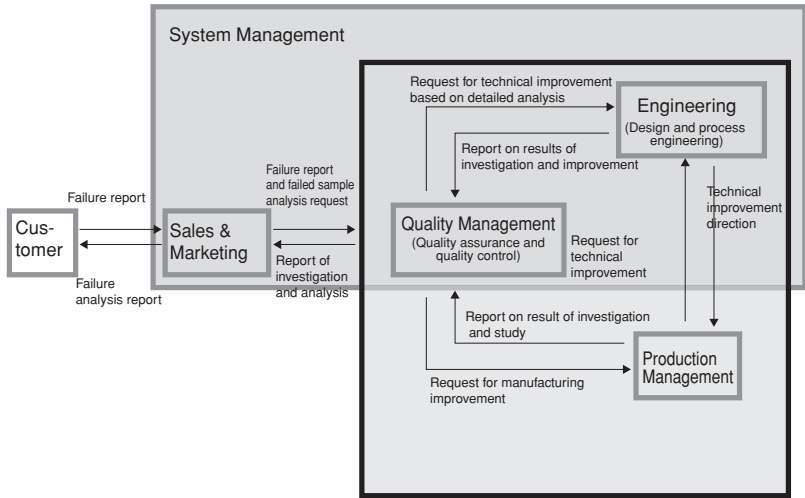 System Management
Request for technical improvement
based on detailed analysis
Engineering
(Design and process
engineering)
Report on results of
investigation and improvement
Failure report
and failed sample
analysis request
Failure report
Technical
improvement
direction
Cus-
tomer
Sales &
Marketing
Quality Management
(Quality assurance and
quality control)
Request for
technical
improvement
Failure
analysis report
Report of
investigation
and analysis
Report on result of investigation
and study
Production
Management
Request for manufacturing
improvement